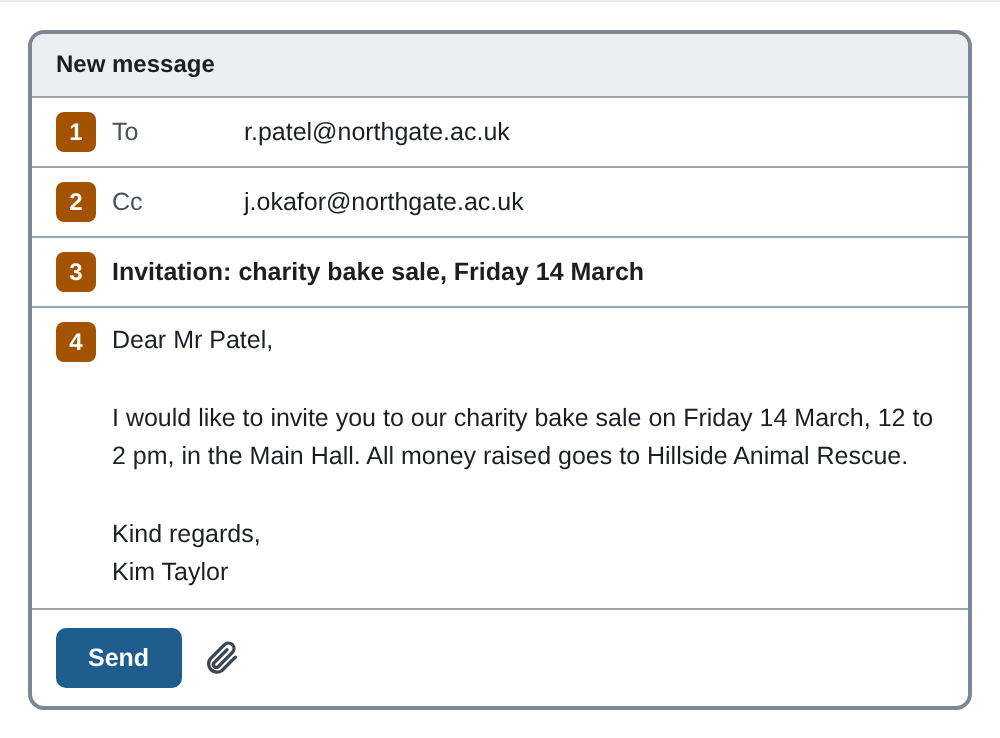 New message
1 To r.patel@northgate.ac.uk
2 Cc j.okafor@northgate.ac.uk
3 Invitation: charity bake sale, Friday 14 March
4 Dear Mr Patel,
I would like to invite you to our charity bake sale on Friday 14 March, 12 to
2 pm, in the Main Hall. All money raised goes to Hillside Animal Rescue.
Kind regards,
Kim Taylor
Send